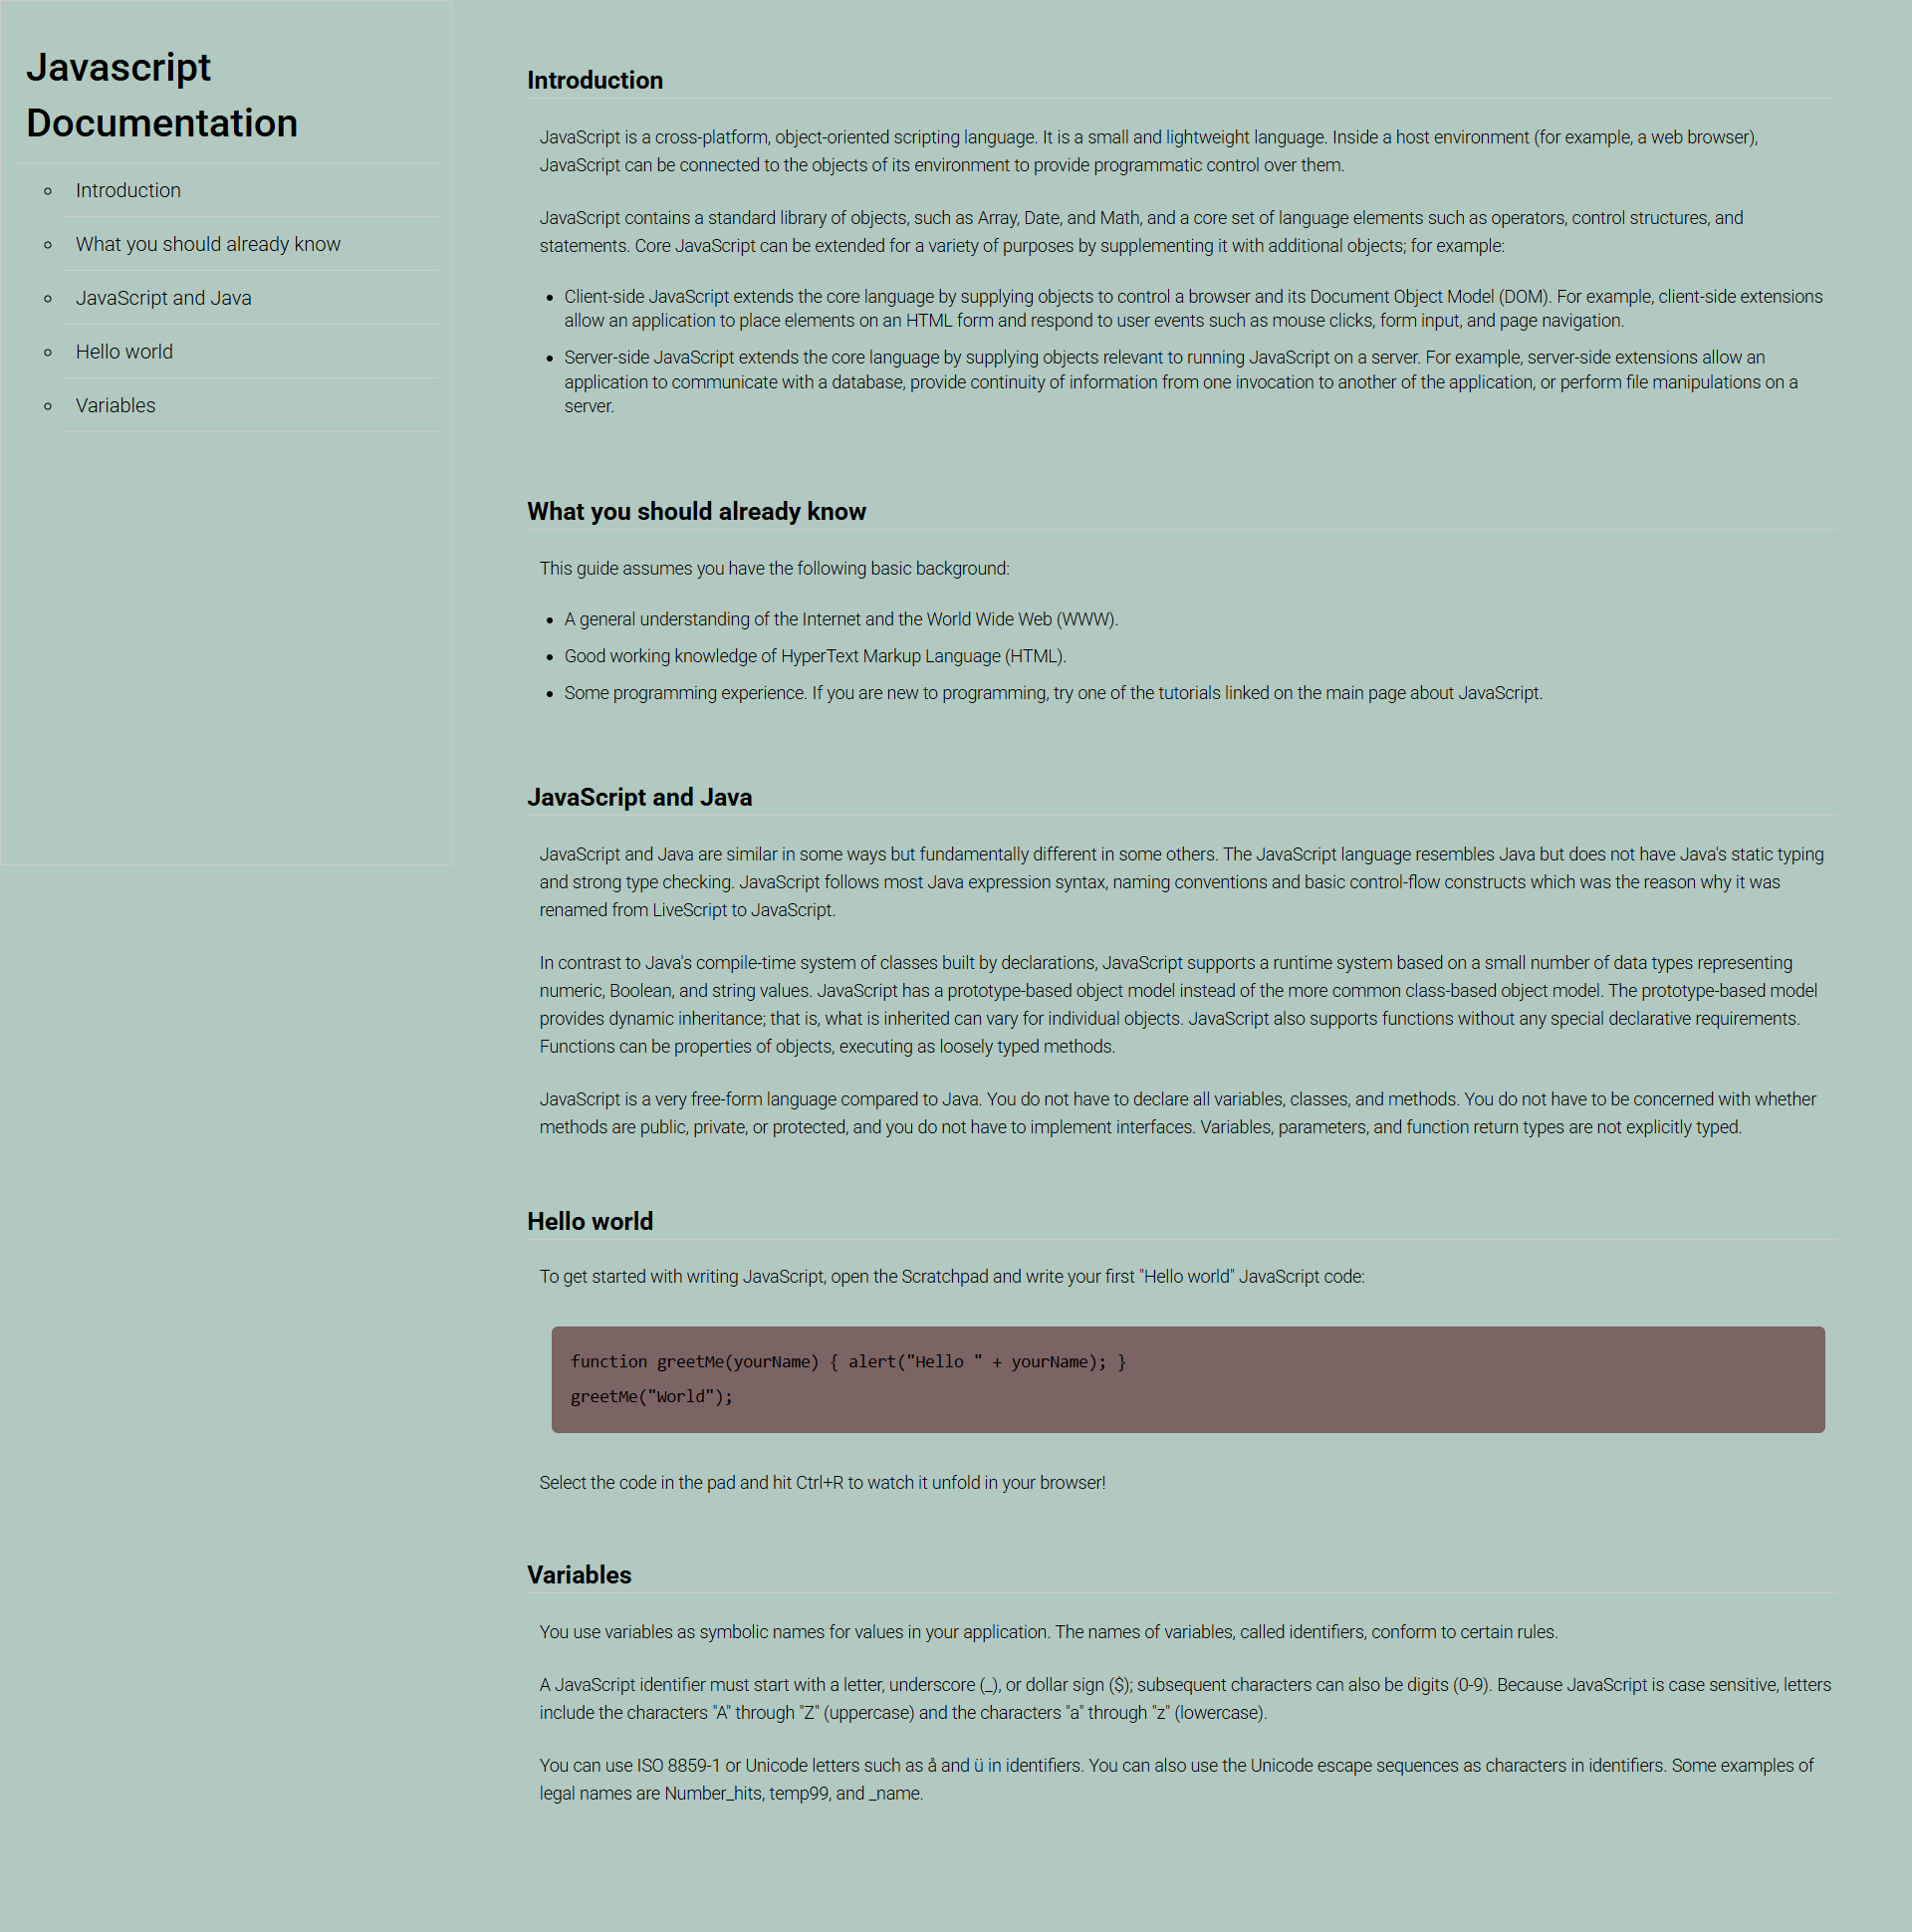 Javascript
Documentation
Introduction
What you should already know
JavaScript and Java
Hello world
Variables
Introduction
JavaScript is a cross-platform, object-oriented scripting language. It is a small and lightweight language. Inside a host environment (for example, a web browser),
JavaScript can be connected to the objects of its environment to provide programmatic control over them.
JavaScript contains a standard library of objects, such as Array, Date, and Math, and a core set of language elements such as operators, control structures, and
statements. Core JavaScript can be extended for a variety of purposes by supplementing it with additional objects; for example:
Client-side JavaScript extends the core language by supplying objects to control a browser and its Document Object Model (DOM). For example, client-side extensions
allow an application to place elements on an HTML form and respond to user events such as mouse clicks, form input, and page navigation.
Server-side JavaScript extends the core language by supplying objects relevant to running JavaScript on a server. For example, server-side extensions allow an
application to communicate with a database, provide continuity of information from one invocation to another of the application, or perform file manipulations on a
server.
What you should already know
This guide assumes you have the following basic background:
A general understanding of the Internet and the World Wide Web (WWW).
Good working knowledge of HyperText Markup Language (HTML).
Some programming experience. If you are new to programming, try one of the tutorials linked on the main page about JavaScript.
JavaScript and Java
JavaScript and Java are similar in some ways but fundamentally different in some others. The JavaScript language resembles Java but does not have Java's static typing
and strong type checking. JavaScript follows most Java expression syntax, naming conventions and basic control-flow constructs which was the reason why it was
renamed from LiveScript to JavaScript.
In contrast to Java's compile-time system of classes built by declarations, JavaScript supports a runtime system based on a small number of data types representing
numeric, Boolean, and string values. JavaScript has a prototype-based object model instead of the more common class-based object model. The prototype-based model
provides dynamic inheritance; that is, what is inherited can vary for individual objects. JavaScript also supports functions without any special declarative requirements.
Functions can be properties of objects, executing as loosely typed methods.
JavaScript is a very free-form language compared to Java. You do not have to declare all variables, classes, and methods. You do not have to be concerned with whether
methods are public, private, or protected, and you do not have to implement interfaces. Variables, parameters, and function return types are not explicitly typed.
Hello world
To get started with writing JavaScript, open the Scratchpad and write your first "Hello world" JavaScript code:
function greetMe(yourName) { alert("Hello " + yourName); }
greetMe("World");
Select the code in the pad and hit Ctrl+R to watch it unfold in your browser!
Variables
You use variables as symbolic names for values in your application. The names of variables, called identifiers, conform to certain rules.
A JavaScript identifier must start with a letter, underscore (_), or dollar sign ($); subsequent characters can also be digits (0-9). Because JavaScript is case sensitive, letters
include the characters "A" through "Z" (uppercase) and the characters "a" through "z" (lowercase).
You can use ISO 8859-1 or Unicode letters such as å and ü in identifiers. You can also use the Unicode escape sequences as characters in identifiers. Some examples of
legal names are Number_hits, temp99, and _name.